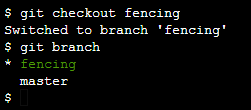 $ git checkout fencing
Switched to branch 'fencing'
$ git branch
* fencing
  master
$